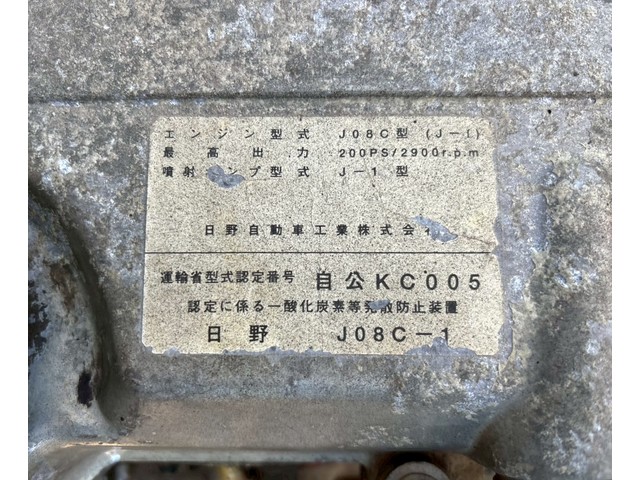 エンジン型式 J08C型 (J-1)
最高出力 200PS/2900r.p.m
噴射ンプ型式 J-1型
日野自動車工業株式会
運輸省型式認定番号 自公KC005
認定に係る一酸化炭素等発散防止装置
日野 J08C-1